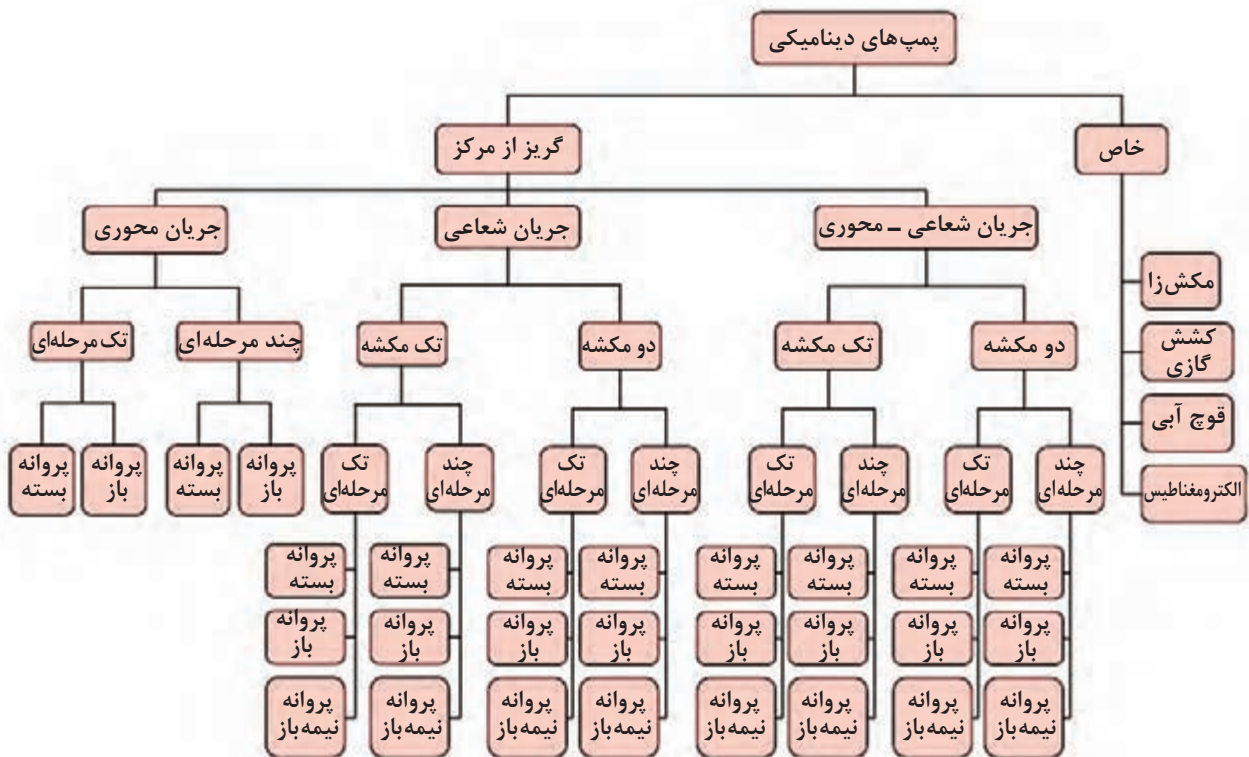 پمپ‌های دینامیکی
خاص
گریز از مرکز
جریان شعاعی ـ محوری
جریان شعاعی
جریان محوری
مکش‌زا
کشش
گازی
قوچ آبی
الکترومغناطیس
دو مکشه
تک مکشه
دو مکشه
تک مکشه
چند مرحله‌ای
تک مرحله‌ای
چند
مرحله‌ای
تک
مرحله‌ای
چند
مرحله‌ای
تک
مرحله‌ای
چند
مرحله‌ای
تک
مرحله‌ای
چند
مرحله‌ای
تک
مرحله‌ای
پروانه
باز
پروانه
بسته
پروانه
باز
پروانه
بسته
پروانه
بسته
پروانه
بسته
پروانه
بسته
پروانه
بسته
پروانه
بسته
پروانه
بسته
پروانه
بسته
پروانه
بسته
پروانه
باز
پروانه
باز
پروانه
باز
پروانه
باز
پروانه
باز
پروانه
باز
پروانه
باز
پروانه
باز
پروانه
نیمه‌باز
پروانه
نیمه‌باز
پروانه
نیمه‌باز
پروانه
نیمه‌باز
پروانه
نیمه‌باز
پروانه
نیمه‌باز
پروانه
نیمه‌باز
پروانه
نیمه‌باز